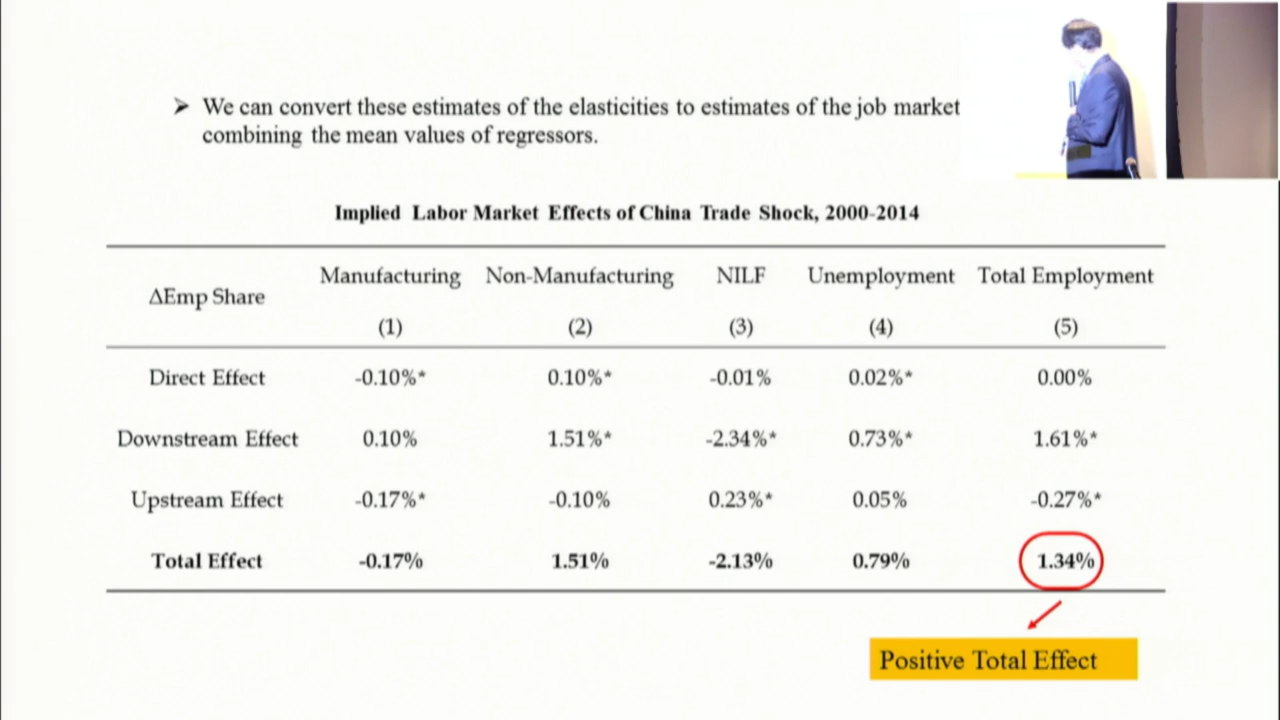 ➢ We can convert these estimates of the elasticities to estimates of the job market
combining the mean values of regressors.
Implied Labor Market Effects of China Trade Shock, 2000-2014
ΔEmp Share Manufacturing Non-Manufacturing NILF Unemployment Total Employment
(1) (2) (3) (4) (5)
Direct Effect -0.10%* 0.10%* -0.01% 0.02%* 0.00%
Downstream Effect 0.10% 1.51%* -2.34%* 0.73%* 1.61%*
Upstream Effect -0.17%* -0.10% 0.23%* 0.05% -0.27%*
Total Effect -0.17% 1.51% -2.13% 0.79% 1.34%
Positive Total Effect